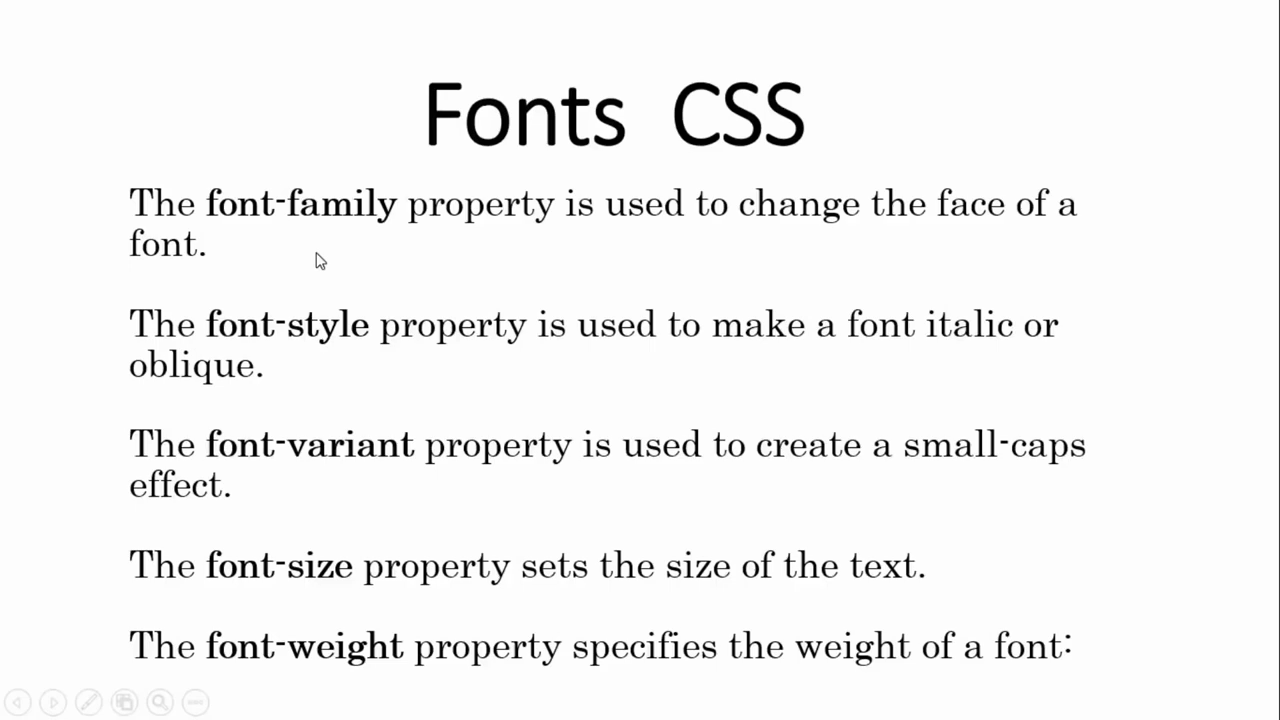 Fonts CSS
The font-family property is used to change the face of a
font.
The font-style property is used to make a font italic or
oblique.
The font-variant property is used to create a small-caps
effect.
The font-size property sets the size of the text.
The font-weight property specifies the weight of a font: